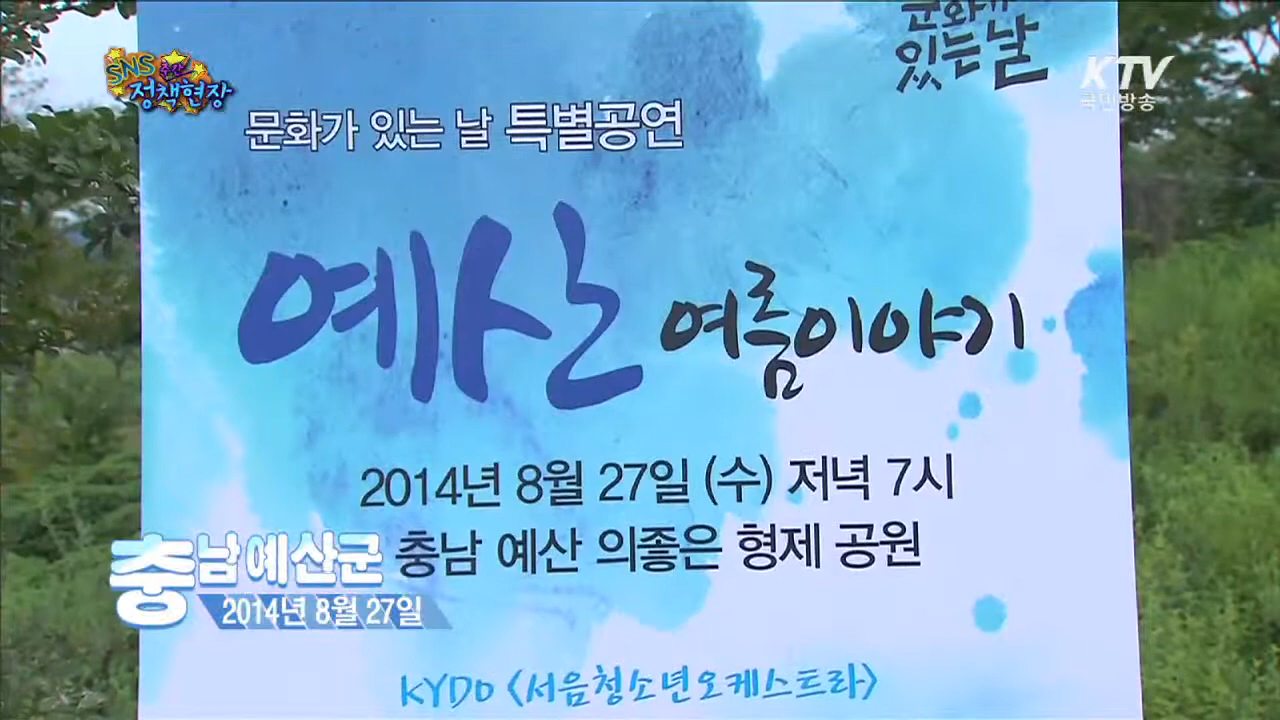 SNS 주간
정책현장
KTV
국민방송
문화가
있는 날
문화가 있는 날 특별공연
예산 여름이야기
2014년 8월 27일 (수) 저녁 7시
충남 예산 의좋은 형제 공원
충남 예산군
2014년 8월 27일
KYDO <서음청소년오케스트라>